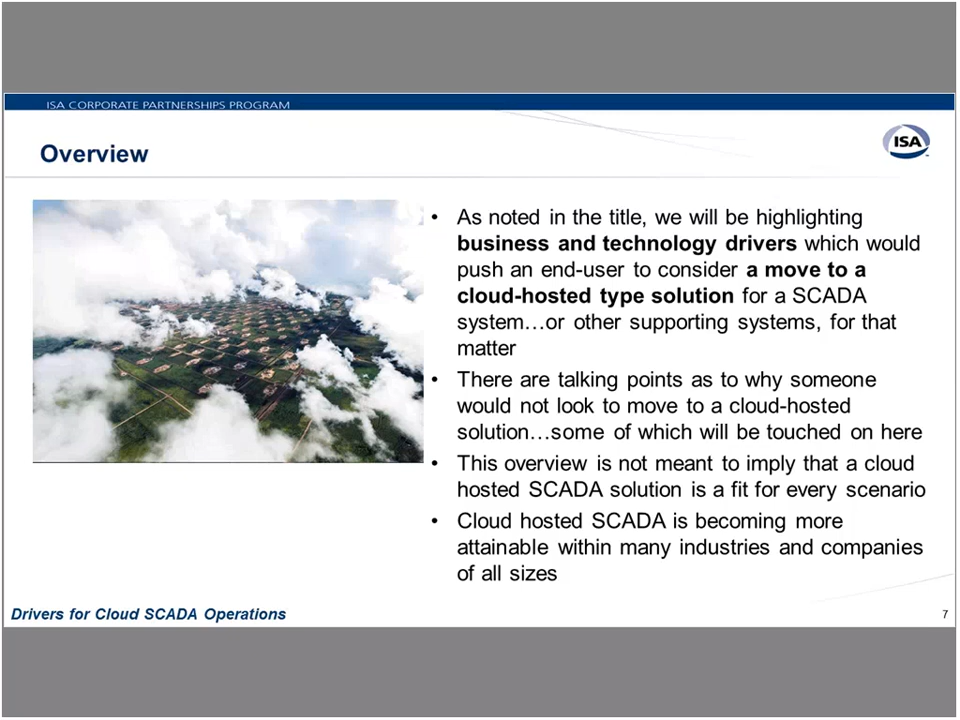 ISA CORPORATE PARTNERSHIPS PROGRAM
Overview
ISA
• As noted in the title, we will be highlighting
business and technology drivers which would
push an end-user to consider a move to a
cloud-hosted type solution for a SCADA
system…or other supporting systems, for that
matter
• There are talking points as to why someone
would not look to move to a cloud-hosted
solution…some of which will be touched on here
• This overview is not meant to imply that a cloud
hosted SCADA solution is a fit for every scenario
• Cloud hosted SCADA is becoming more
attainable within many industries and companies
of all sizes
Drivers for Cloud SCADA Operations
7